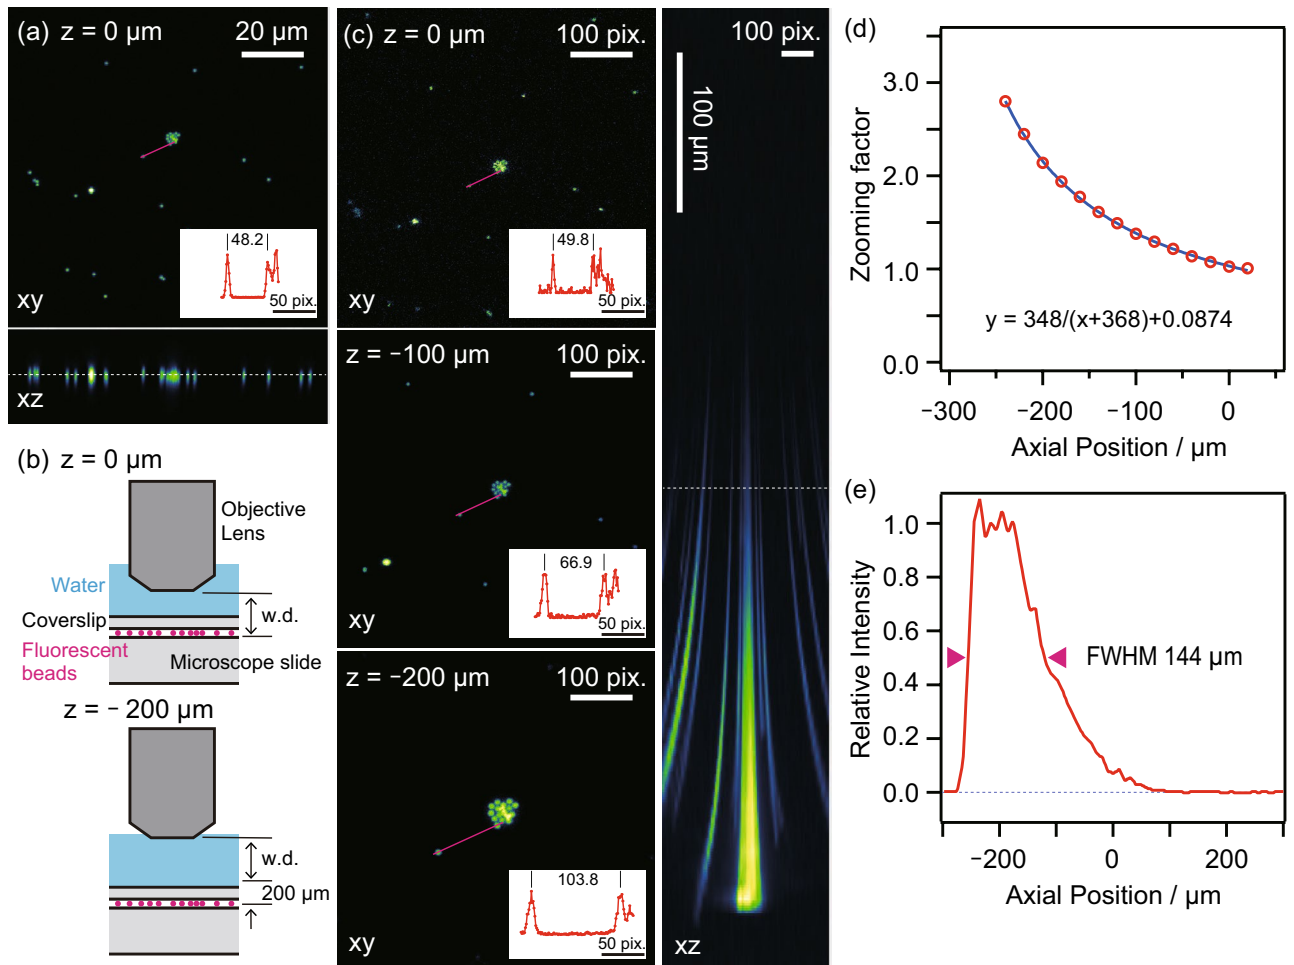 (a) z = 0 µm
20 µm
48.2
50 pix.
xy
xz
(b) z = 0 µm
Objective
Lens
Water
w.d.
Coverslip
Fluorescent
beads
Microscope slide
z = − 200 µm
w.d.
200 µm
(c) z = 0 µm
100 pix.
49.8
50 pix.
xy
z = −100 µm
100 pix.
66.9
50 pix.
xy
z = −200 µm
100 pix.
103.8
50 pix.
xy
100 pix.
100 µm
xz
(d)
Zooming factor
3.0
2.0
1.0
0.0
y = 348/(x+368)+0.0874
−300
−200
−100
0
Axial Position / µm
(e)
Relative Intensity
1.0
0.8
0.6
0.4
0.2
0.0
FWHM 144 µm
−200
0
200
Axial Position / µm